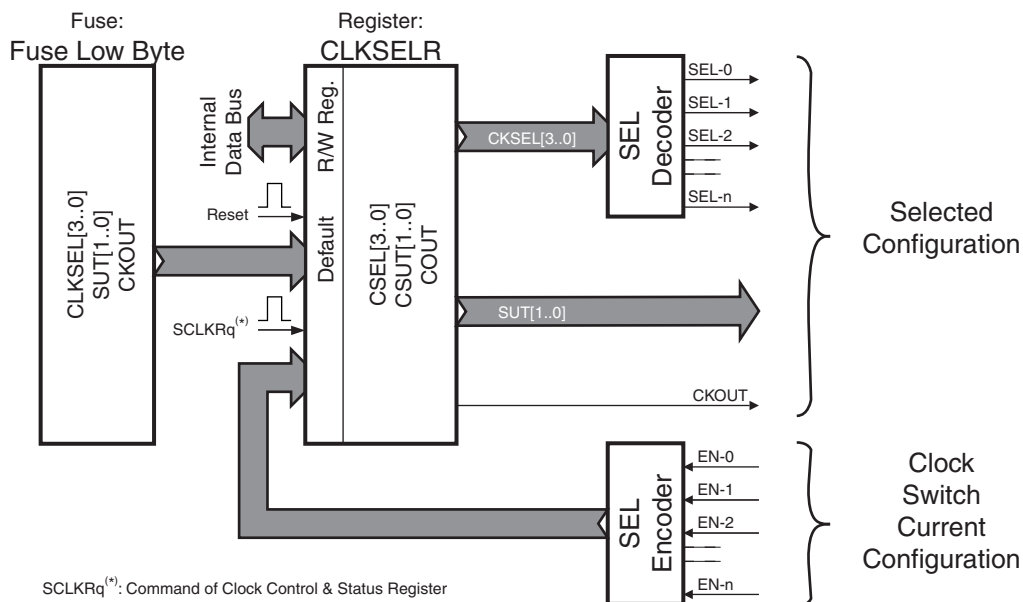 Fuse:
Fuse Low Byte
CLKSEL[3..0]
SUT[1..0]
CKOUT
Internal
Data Bus
Reset
SCLKRq(*)
Register:
CLKSELR
R/W Reg.
Default
CSEL[3..0]
CSUT[1..0]
COUT
CKSEL[3..0]
SUT[1..0]
CKOUT
SEL
Decoder
SEL-0
SEL-1
SEL-2
SEL-n
Selected
Configuration
SEL
Encoder
EN-0
EN-1
EN-2
EN-n
Clock
Switch
Current
Configuration
SCLKRq(*): Command of Clock Control & Status Register